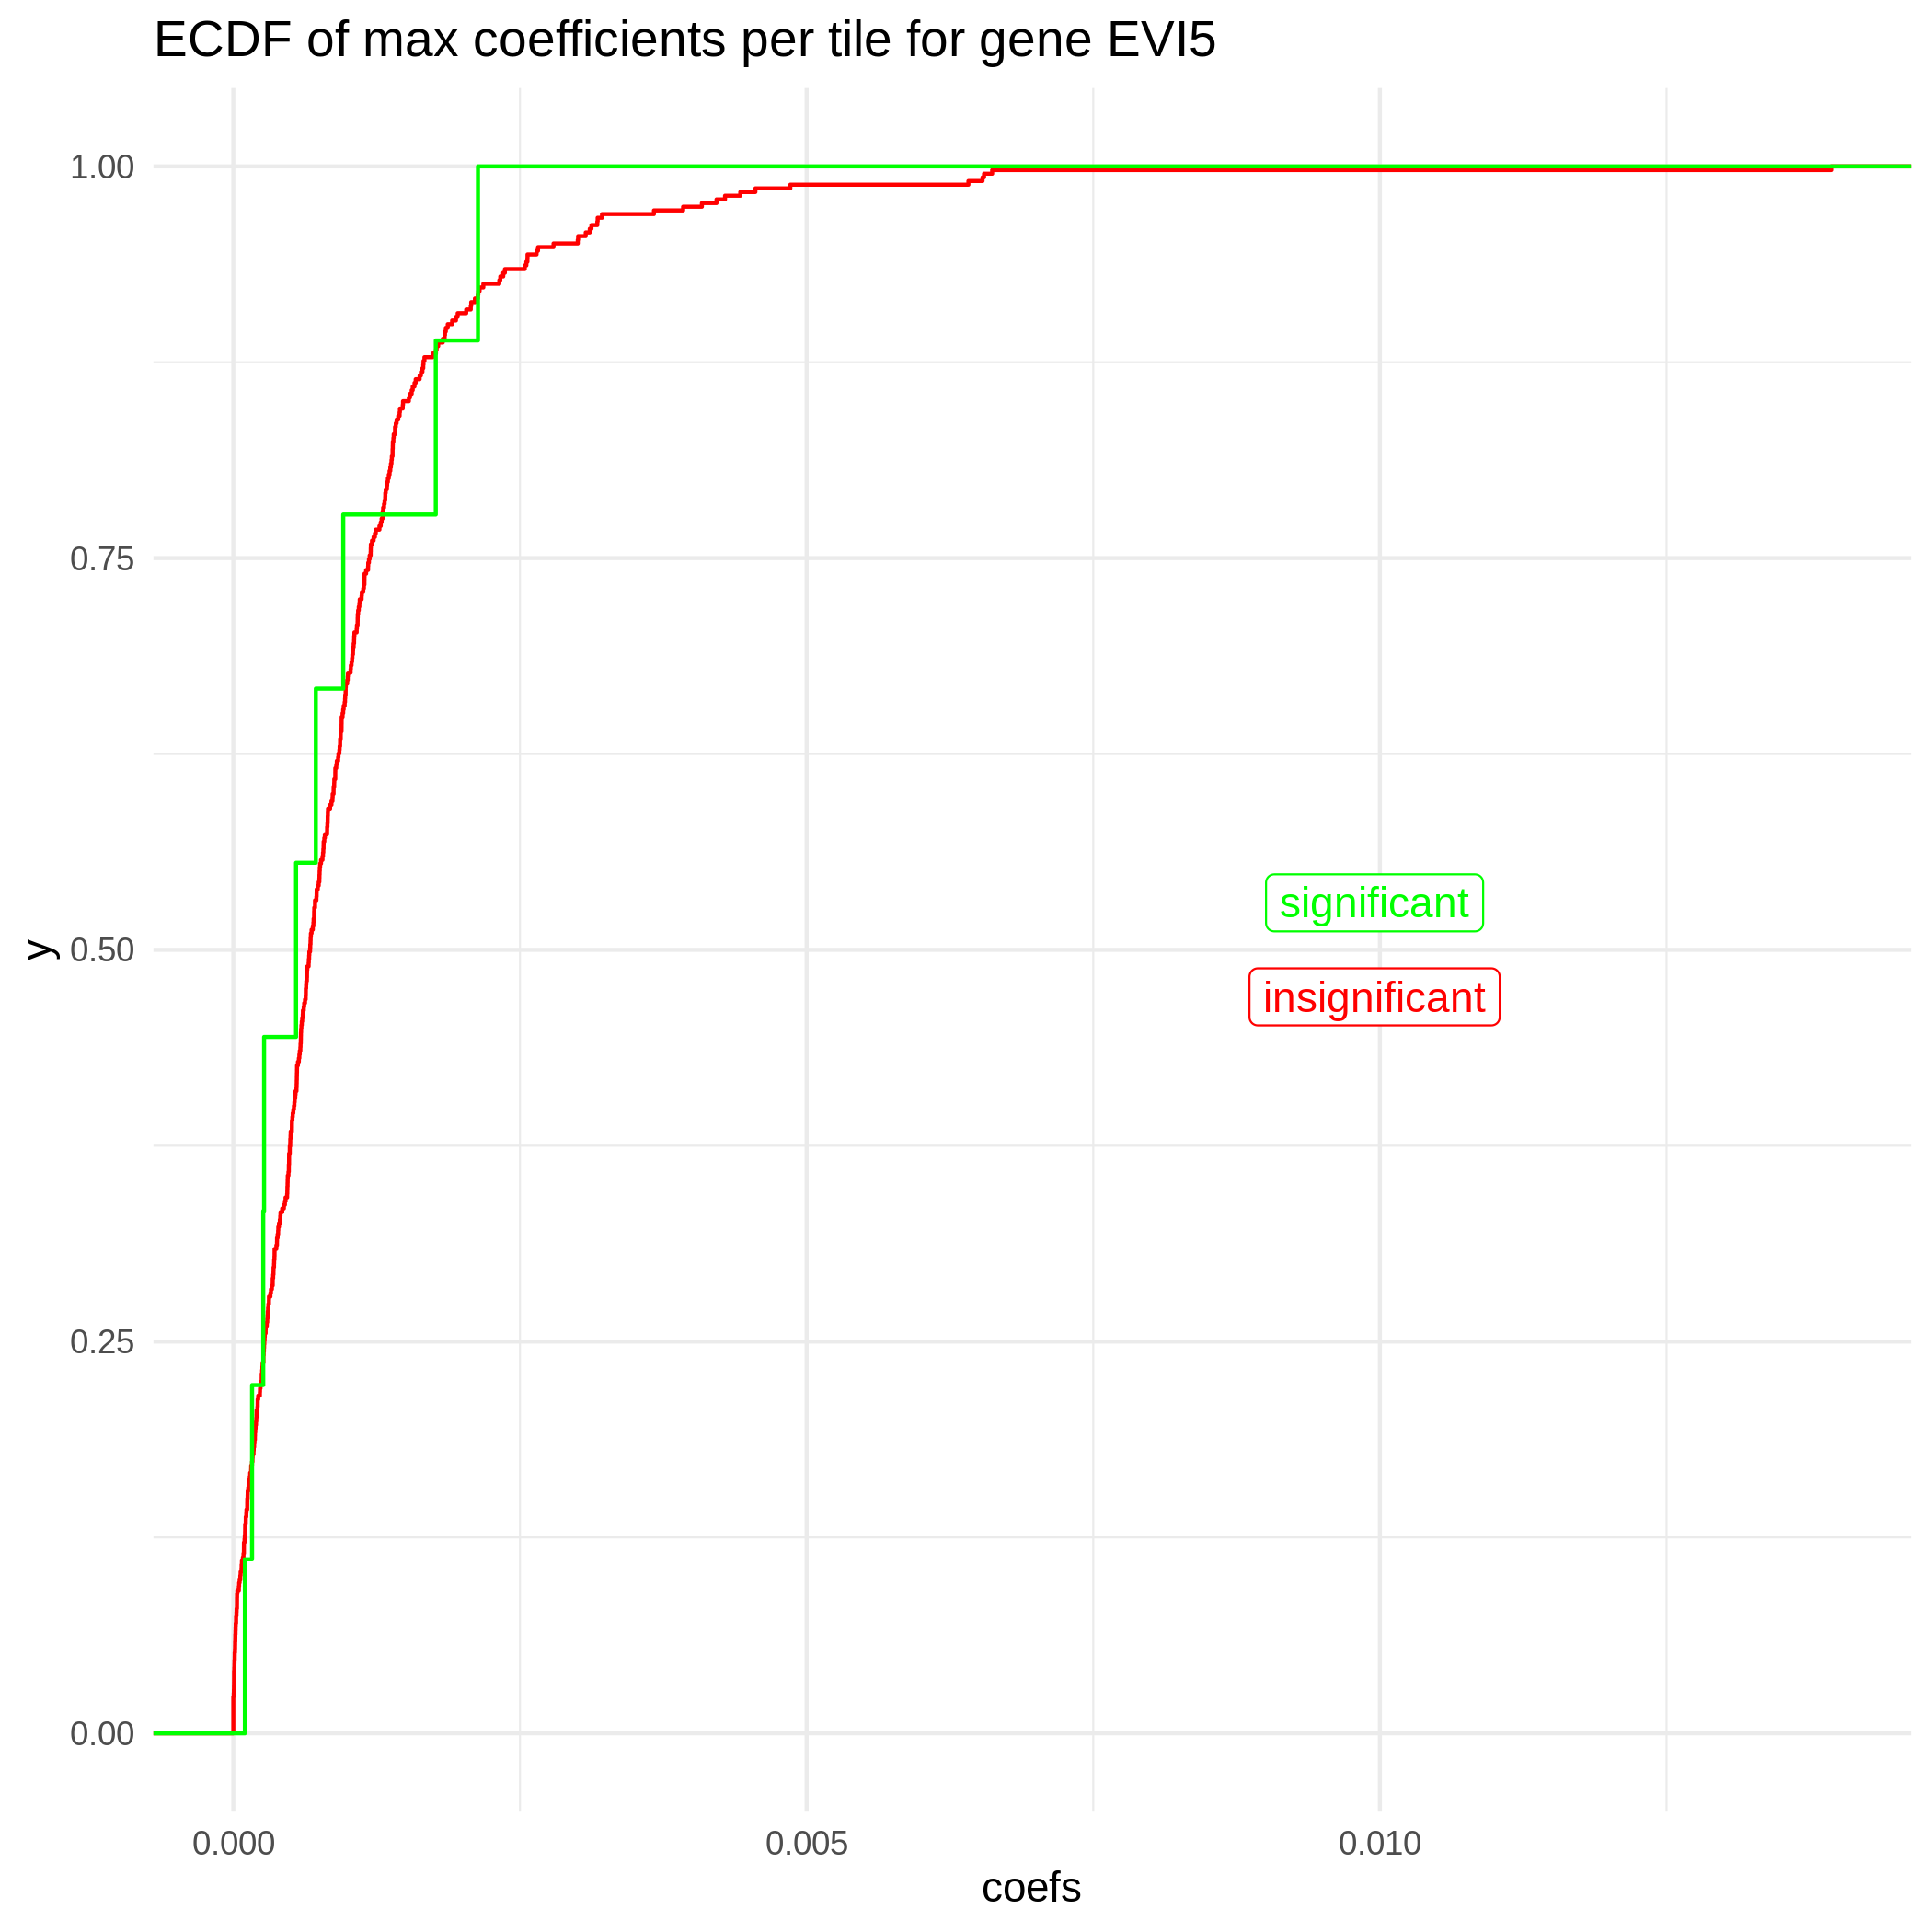 ECDF of max coefficients per tile for gene EVI5
1.00
0.75
0.50
0.25
0.00
y
significant
insignificant
0.000
0.005
0.010
coefs